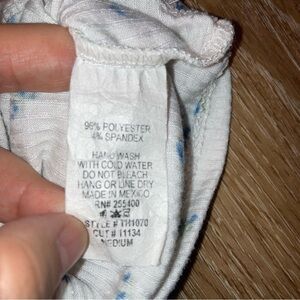 96% POLYESTER
4% SPANDEX
HAND WASH
WITH COLD WATER
DO NOT BLEACH
HANG OR LINE DRY
MADE IN MEXICO
RN# 255400
STYLE # TH1070
CUT # I1134
MEDIUM